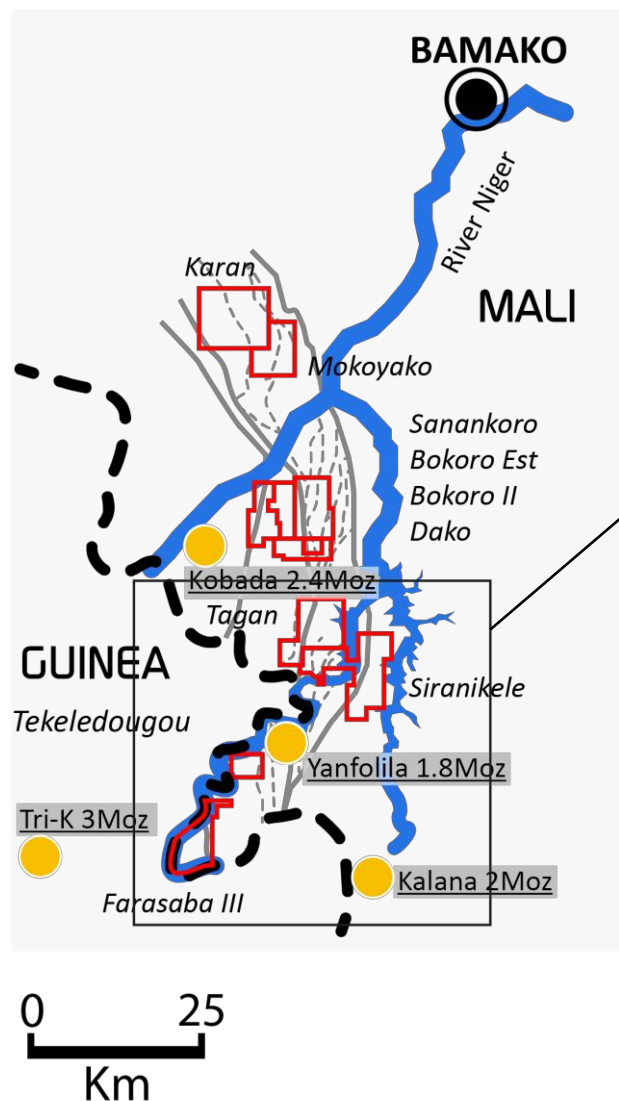 BAMAKO
River Niger
MALI
Karan
Mokoyako
Sanankoro
Bokoro Est
Bokoro II
Dako
Kobada 2.4Moz
Tagan
GUINEA
Siranikele
Tekeledougou
Yanfolila 1.8Moz
Tri-K 3Moz
Kalana 2Moz
Farasaba III
0 25
Km